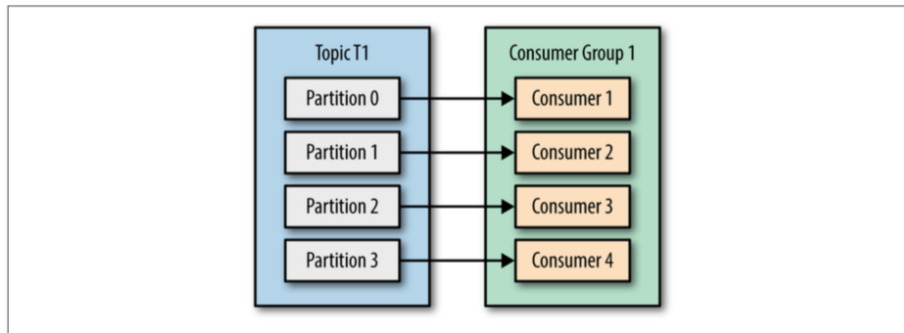 Topic T1
Partition 0
Partition 1
Partition 2
Partition 3
Consumer Group 1
Consumer 1
Consumer 2
Consumer 3
Consumer 4